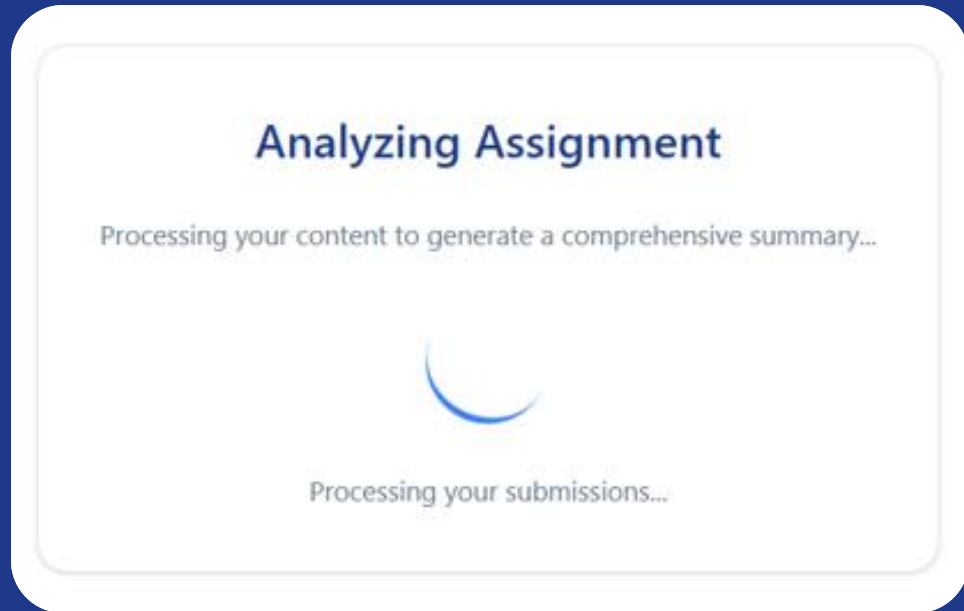 Analyzing Assignment
Processing your content to generate a comprehensive summary...
Processing your submissions...